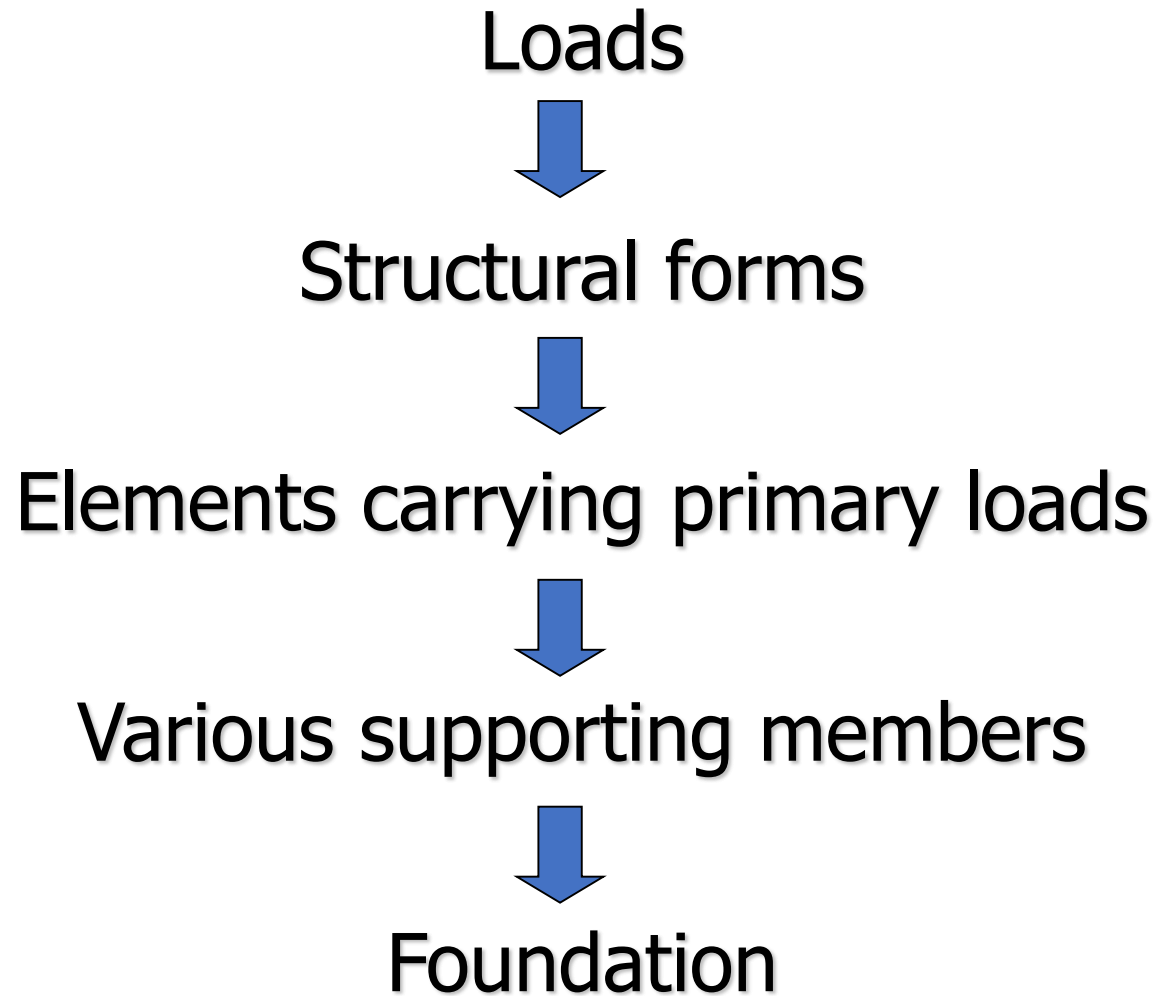 Loads
Structural forms
Elements carrying primary loads
Various supporting members
Foundation